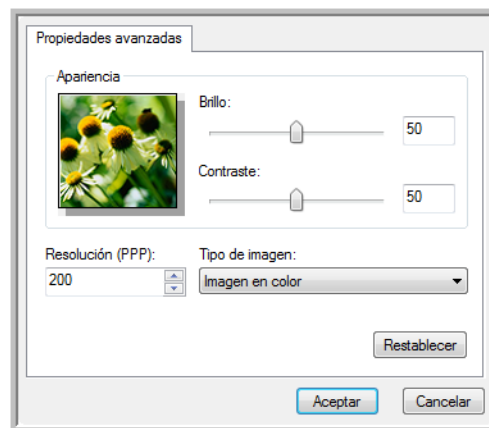 Propiedades avanzadas
Apariencia
Brillo:
50
Contraste:
50
Resolución (PPP):
Tipo de imagen:
200
Imagen en color
Restablecer
Aceptar
Cancelar